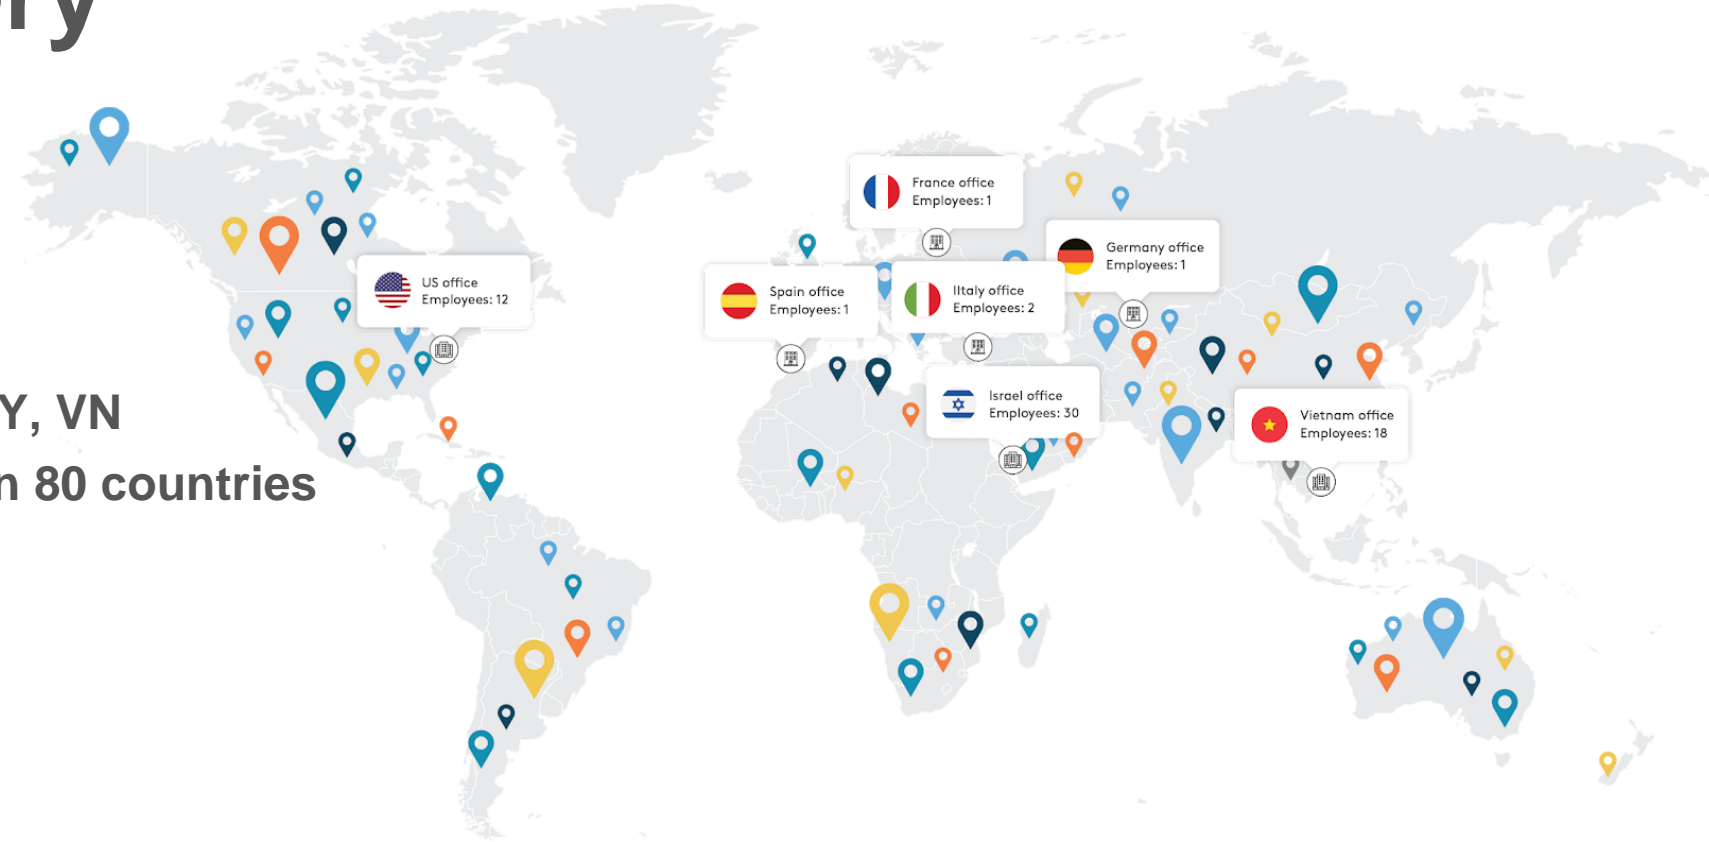 ry
France office
Employees: 1
Germany office
Employees: 1
US office
Employees: 12
Spain office
Employees: 1
IItaly office
Employees: 2
Israel office
Employees: 30
Vietnam office
Employees: 18
Y, VN
n 80 countries